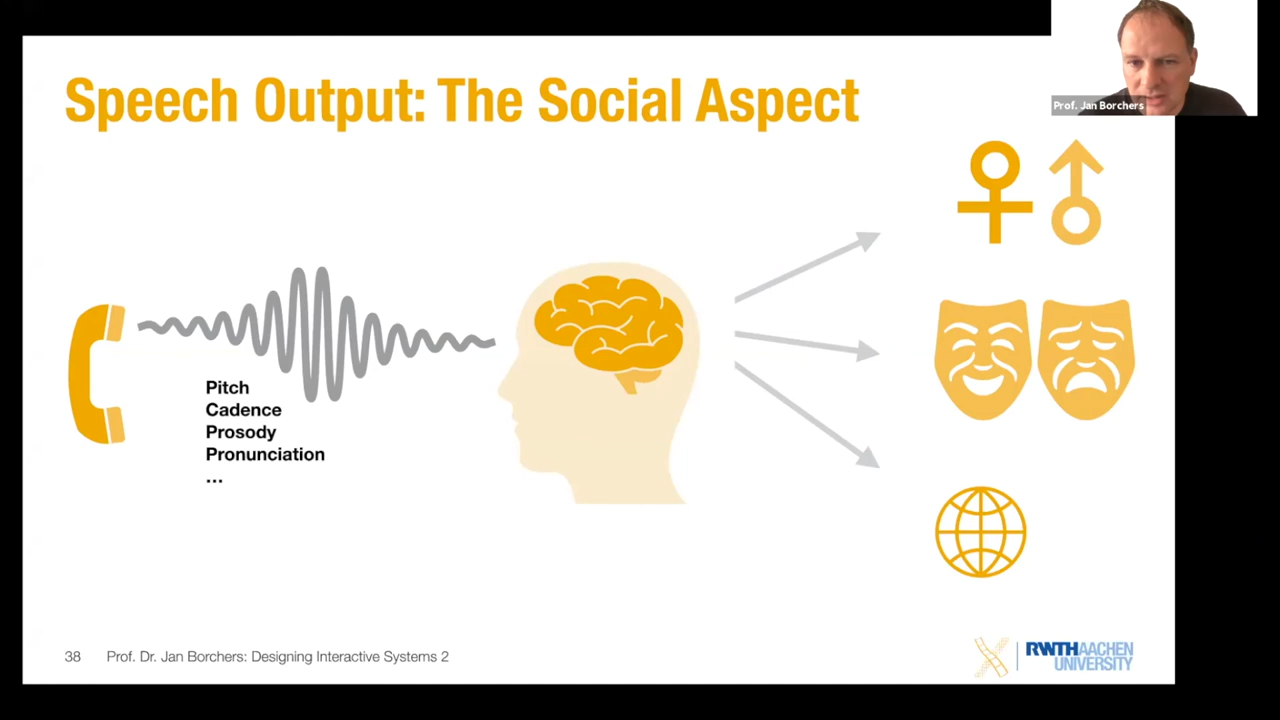 Speech Output: The Social Aspect
Prof. Jan Borchers
Pitch
Cadence
Prosody
Pronunciation
...
38 Prof. Dr. Jan Borchers: Designing Interactive Systems 2
RWTHAACHEN
UNIVERSITY